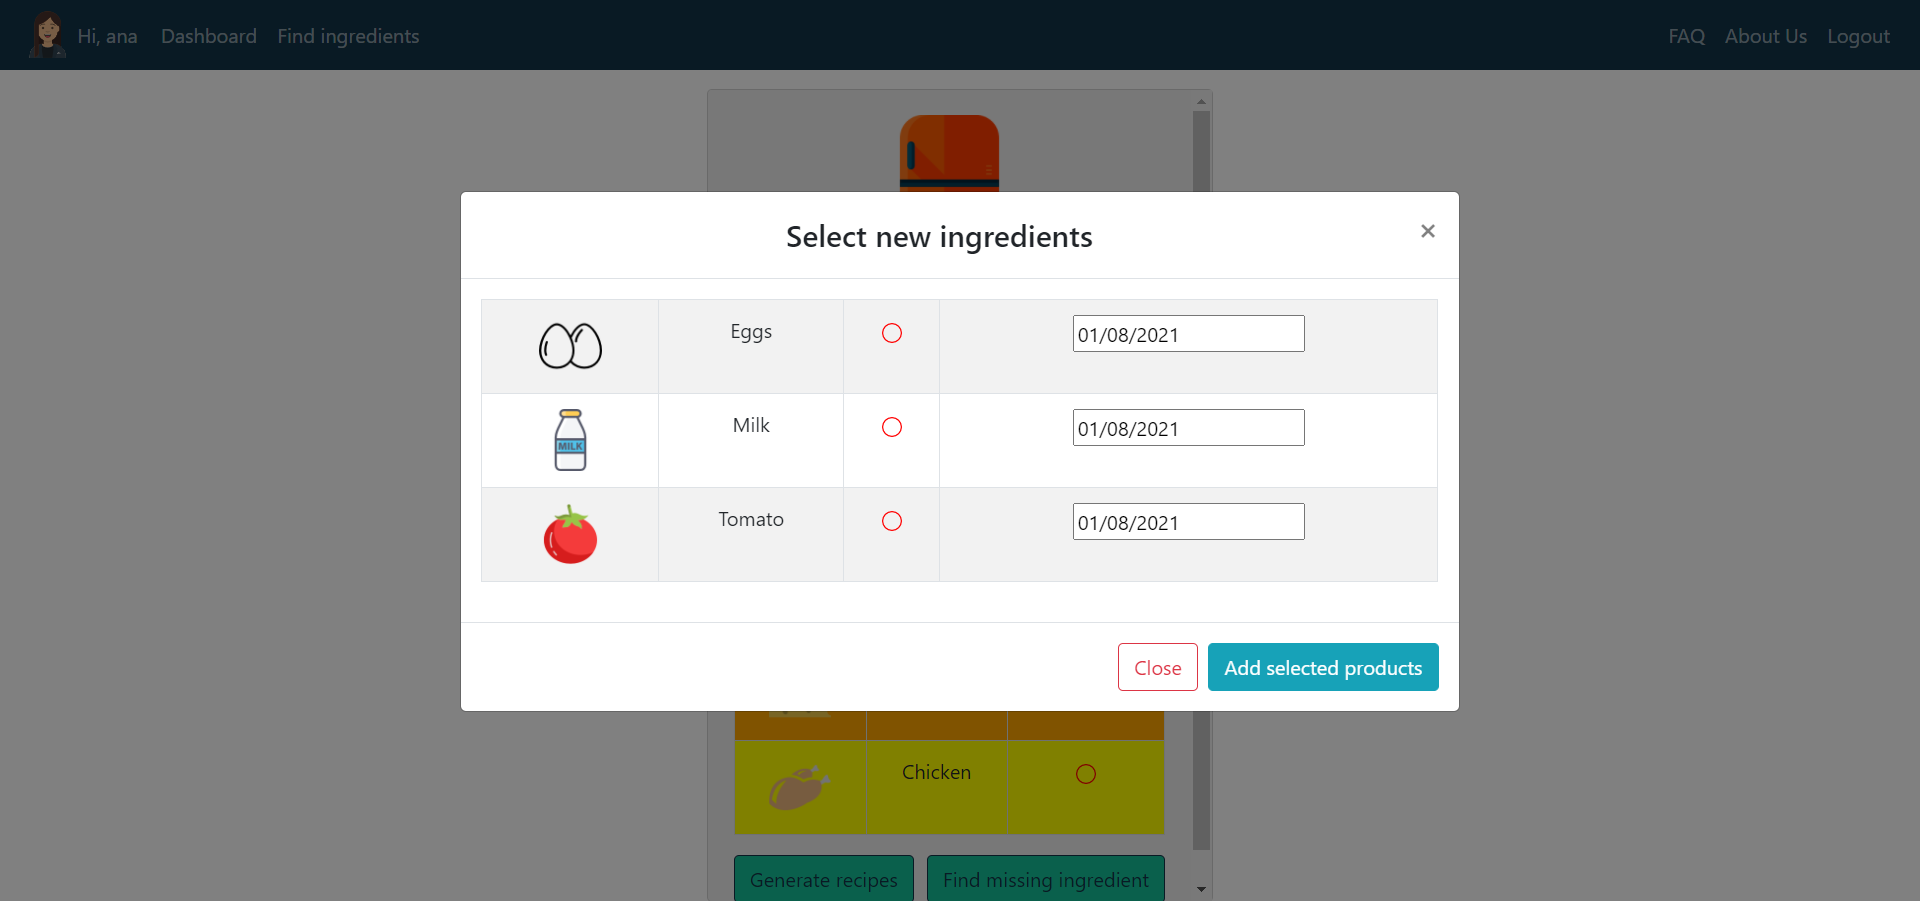 Hi, ana Dashboard Find ingredients FAQ About Us Logout
Select new ingredients ×
Eggs 01/08/2021
MILK Milk 01/08/2021
Tomato 01/08/2021
Close Add selected products
Chicken
Generate recipes Find missing ingredient